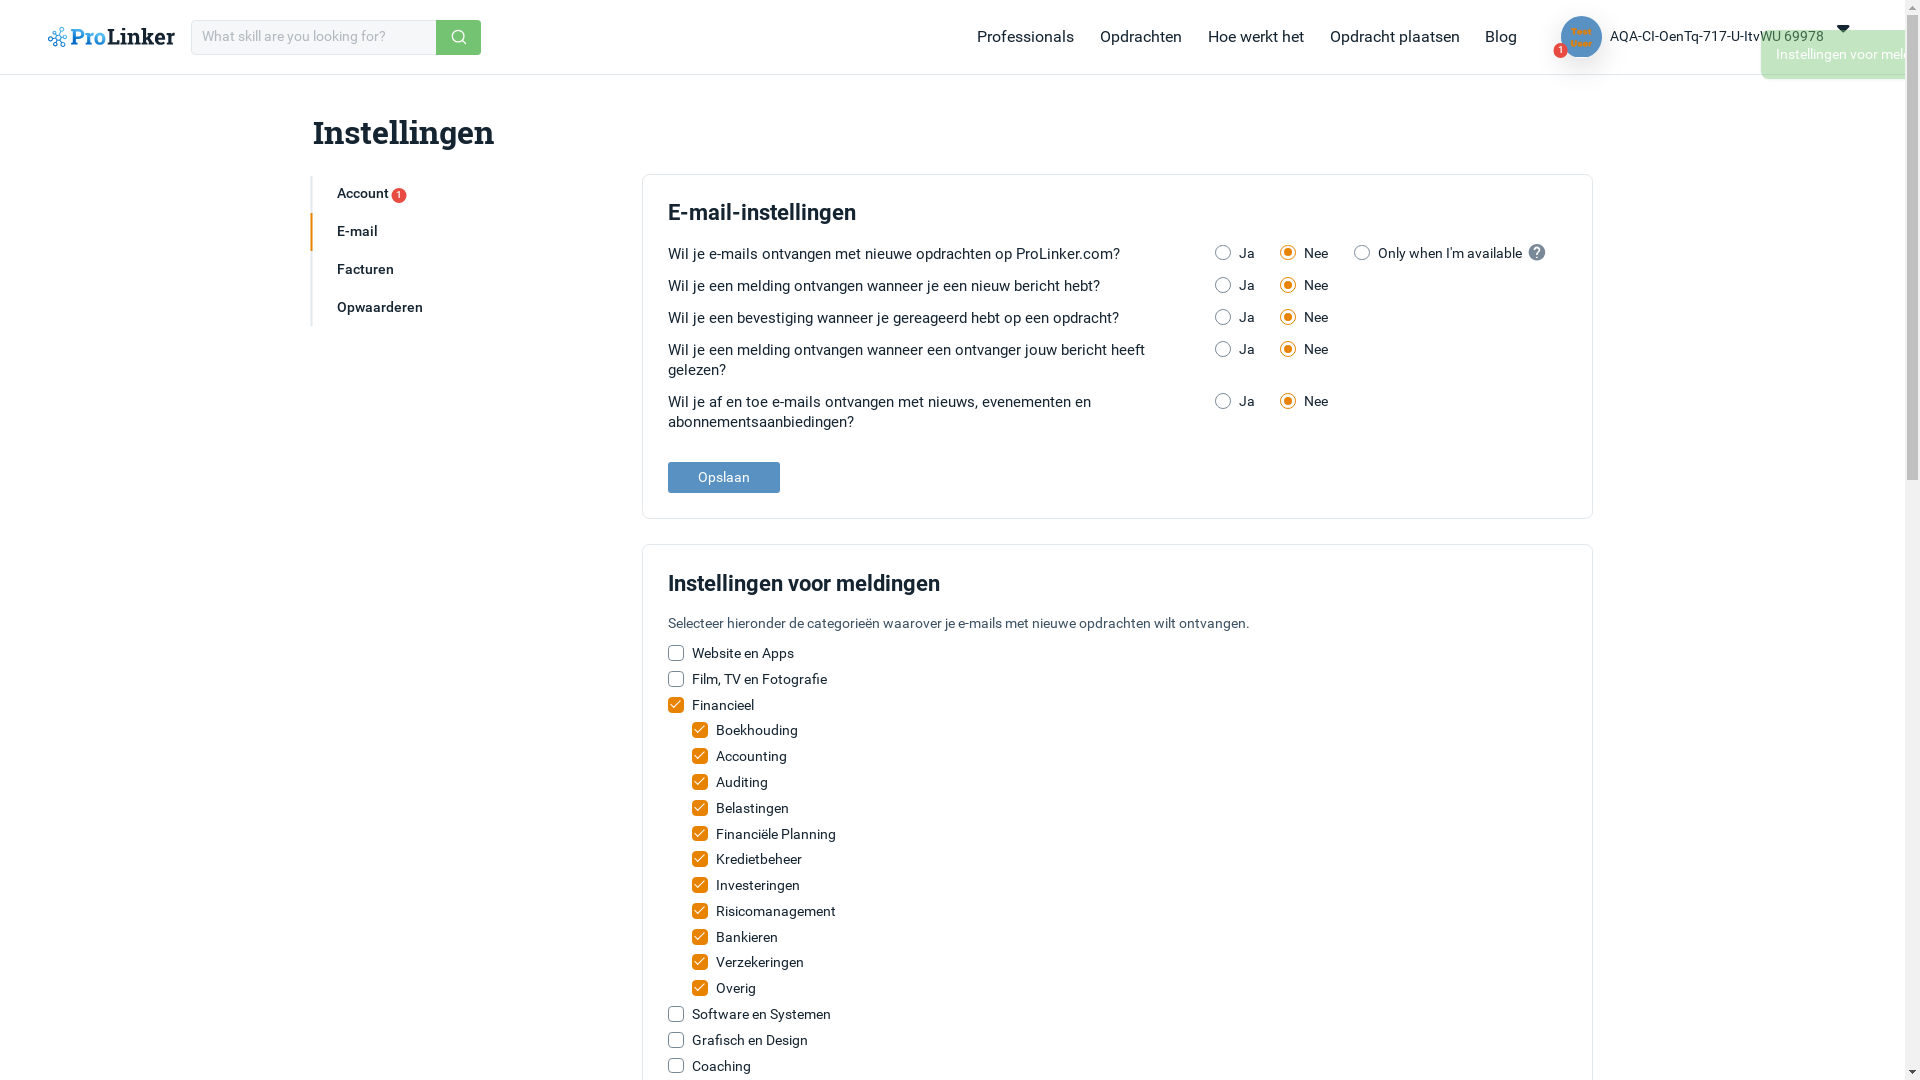 ProLinker
What skill are you looking for?
Professionals
Opdrachten
Hoe werkt het
Opdracht plaatsen
Blog
Test
User
1
AQA-CI-OenTq-717-U-ItvWU 69978
Instellingen voor
Instellingen
Account 1
E-mail
Facturen
Opwaarderen
E-mail-instellingen
Wil je e-mails ontvangen met nieuwe opdrachten op ProLinker.com? Ja Nee Only when I'm available ?
Wil je een melding ontvangen wanneer je een nieuw bericht hebt? Ja Nee
Wil je een bevestiging wanneer je gereageerd hebt op een opdracht? Ja Nee
Wil je een melding ontvangen wanneer een ontvanger jouw bericht heeft Ja Nee
gelezen?
Wil je af en toe e-mails ontvangen met nieuws, evenementen en Ja Nee
abonnementsaanbiedingen?
Opslaan
Instellingen voor meldingen
Selecteer hieronder de categorieën waarover je e-mails met nieuwe opdrachten wilt ontvangen.
Website en Apps
Film, TV en Fotografie
Financieel
Boekhouding
Accounting
Auditing
Belastingen
Financiële Planning
Kredietbeheer
Investeringen
Risicomanagement
Bankieren
Verzekeringen
Overig
Software en Systemen
Grafisch en Design
Coaching